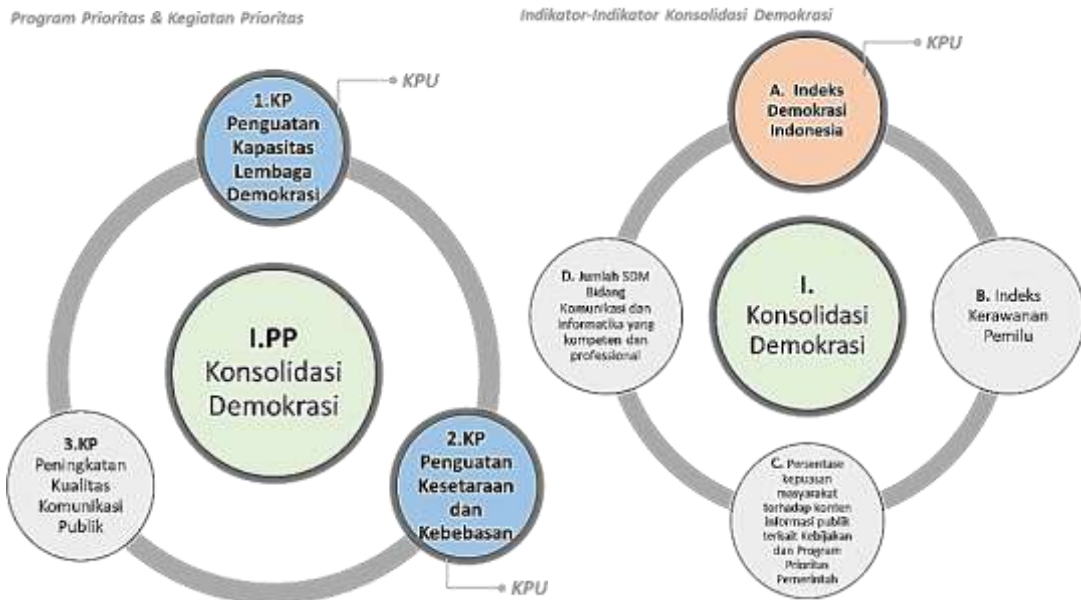 Program Prioritas & Kegiatan Prioritas
KPU
1.KP
Penguatan
Kapasitas
Lembaga
Demokrasi
I.PP
Konsolidasi
Demokrasi
3.KP
Peningkatan
Kualitas
Komunikasi
Publik
2.KP
Penguatan
Kesetaraan
dan
Kebebasan
KPU
Indikator-Indikator Konsolidasi Demokrasi
KPU
A. Indeks
Demokrasi
Indonesia
D. Jumlah SDM
Bidang
Komunikasi dan
Informatika yang
kompeten dan
professional
I.
Konsolidasi
Demokrasi
B. Indeks
Kerawanan
Pemilu
C. Persentase
kepuasan
masyarakat
terhadap konten
informasi publik
terkait Kebijakan
dan Program
Prioritas
Pemerintah